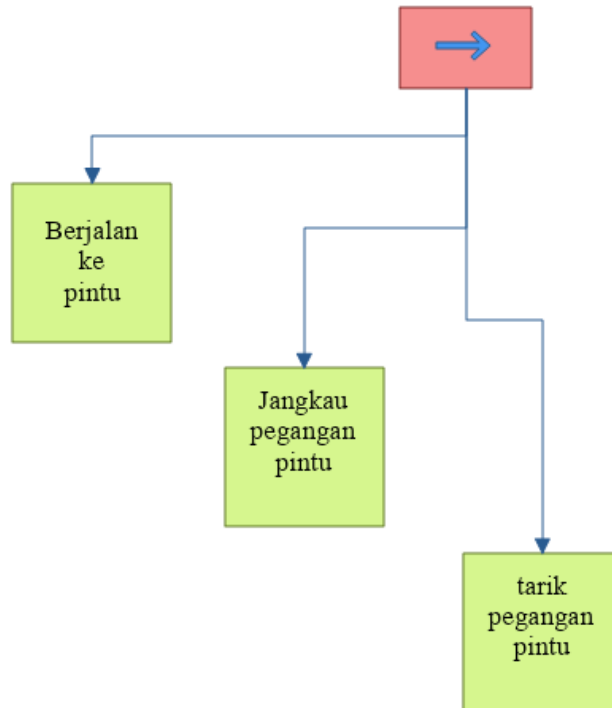 Berjalan
ke
pintu
Jangkau
pegangan
pintu
tarik
pegangan
pintu